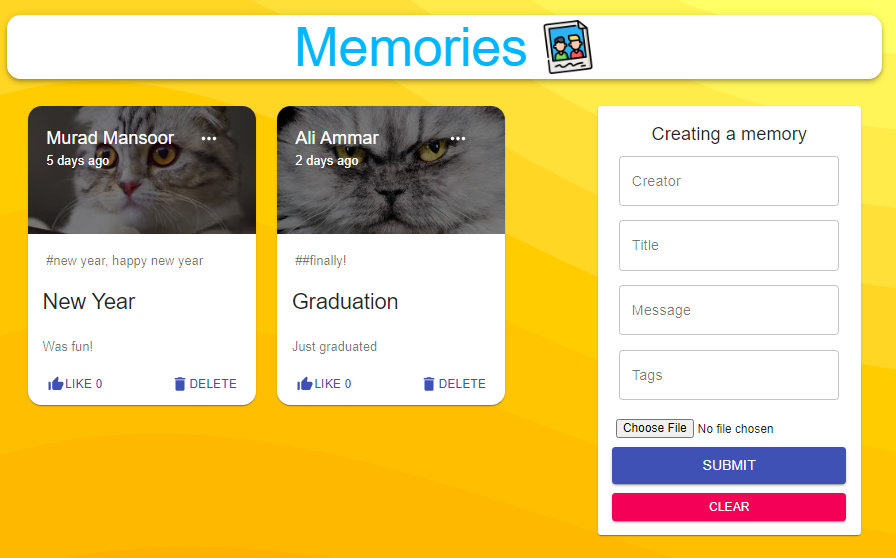 Memories
Murad Mansoor
5 days ago
#new year, happy new year
New Year
Was fun!
LIKE 0
DELETE
Ali Ammar
2 days ago
##finally!
Graduation
Just graduated
LIKE 0
DELETE
Creating a memory
Creator
Title
Message
Tags
Choose File No file chosen
SUBMIT
CLEAR